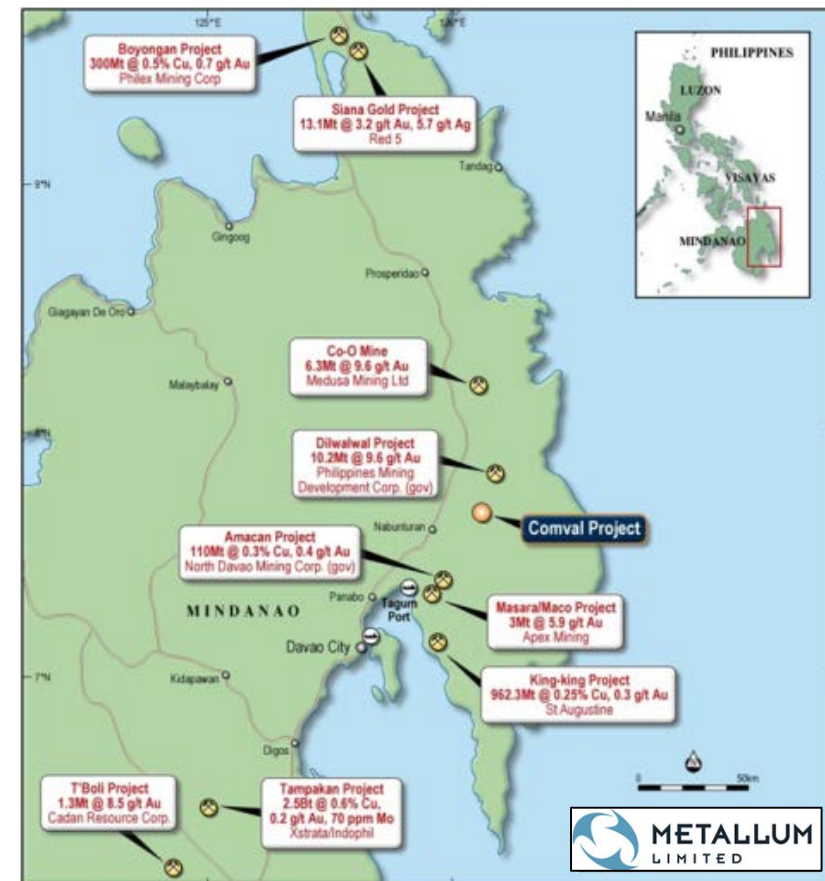 125°E
126°E
Boyongan Project
300Mt @ 0.5% Cu, 0.7 g/t Au
Philex Mining Corp
Siana Gold Project
13.1Mt @ 3.2 g/t Au, 5.7 g/t Ag
Red 5
PHILIPPINES
LUZON
Manila
VISAYAS
MINDANAO
Tandag
9°N
Gingoog
Prosperidao
Giagayan De Oro
Co-O Mine
6.3Mt @ 9.6 g/t Au
Medusa Mining Ltd
Malaybalay
8°N
Dilwalwal Project
10.2Mt @ 9.6 g/t Au
Philippines Mining
Development Corp. (gov)
Comval Project
Nabunturan
Amacan Project
110Mt @ 0.3% Cu, 0.4 g/t Au
North Davao Mining Corp. (gov)
Panabo
Tagum
Port
MINDANAO
Masara/Maco Project
3Mt @ 5.9 g/t Au
Apex Mining
Davao City
7°N
Kidapawan
King-king Project
962.3Mt @ 0.25% Cu, 0.3 g/t Au
St Augustine
Digos
T'Boli Project
1.3Mt @ 8.5 g/t Au
Cadan Resource Corp.
Tampakan Project
2.5Bt @ 0.6% Cu,
0.2 g/t Au, 70 ppm Mo
Xstrata/Indophil
0
50km
METALLUM
LIMITED